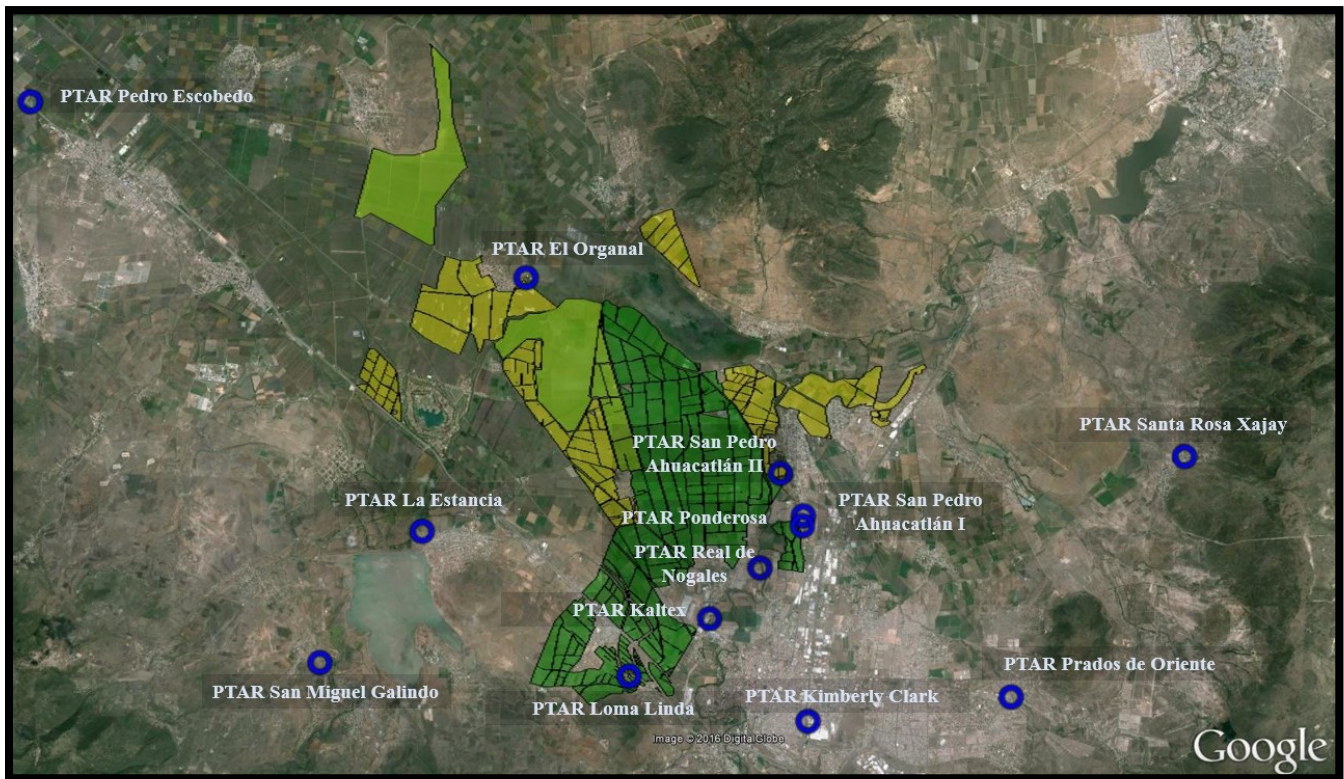 PTAR Pedro Escobedo
PTAR El Organal
PTAR Santa Rosa Xajay
PTAR San Pedro
Ahuacatlán II
PTAR La Estancia
PTAR San Pedro
Ahuacatlán I
PTAR Ponderosa
PTAR Real de
Nogales
PTAR Kaltex
PTAR Prados de Oriente
PTAR San Miguel Galindo
PTAR Loma Linda
PTAR Kimberly Clark
Image © 2016 DigitalGlobe
Google